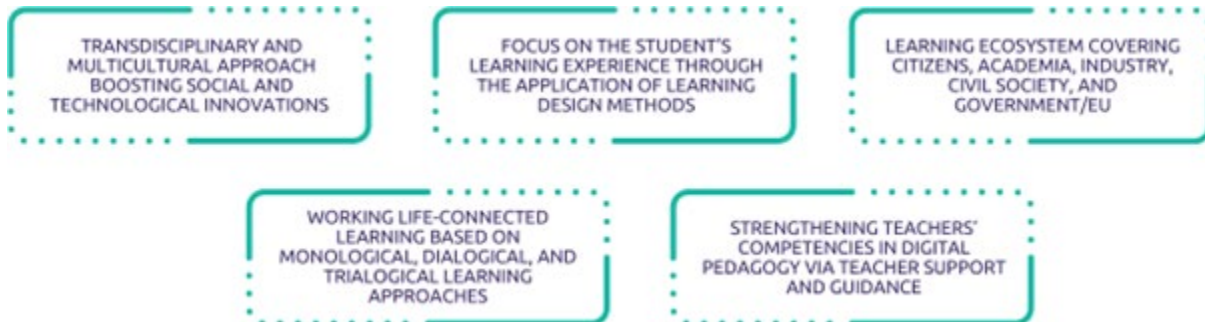 TRANSDISCIPLINARY AND
MULTICULTURAL APPROACH
BOOSTING SOCIAL AND
TECHNOLOGICAL INNOVATIONS
FOCUS ON THE STUDENT'S
LEARNING EXPERIENCE THROUGH
THE APPLICATION OF LEARNING
DESIGN METHODS
LEARNING ECOSYSTEM COVERING
CITIZENS, ACADEMIA, INDUSTRY,
CIVIL SOCIETY, AND
GOVERNMENT/EU
WORKING LIFE-CONNECTED
LEARNING BASED ON
MONOLOGICAL, DIALOGICAL, AND
TRIALOGICAL LEARNING
APPROACHES
STRENGTHENING TEACHERS'
COMPETENCIES IN DIGITAL
PEDAGOGY VIA TEACHER SUPPORT
AND GUIDANCE